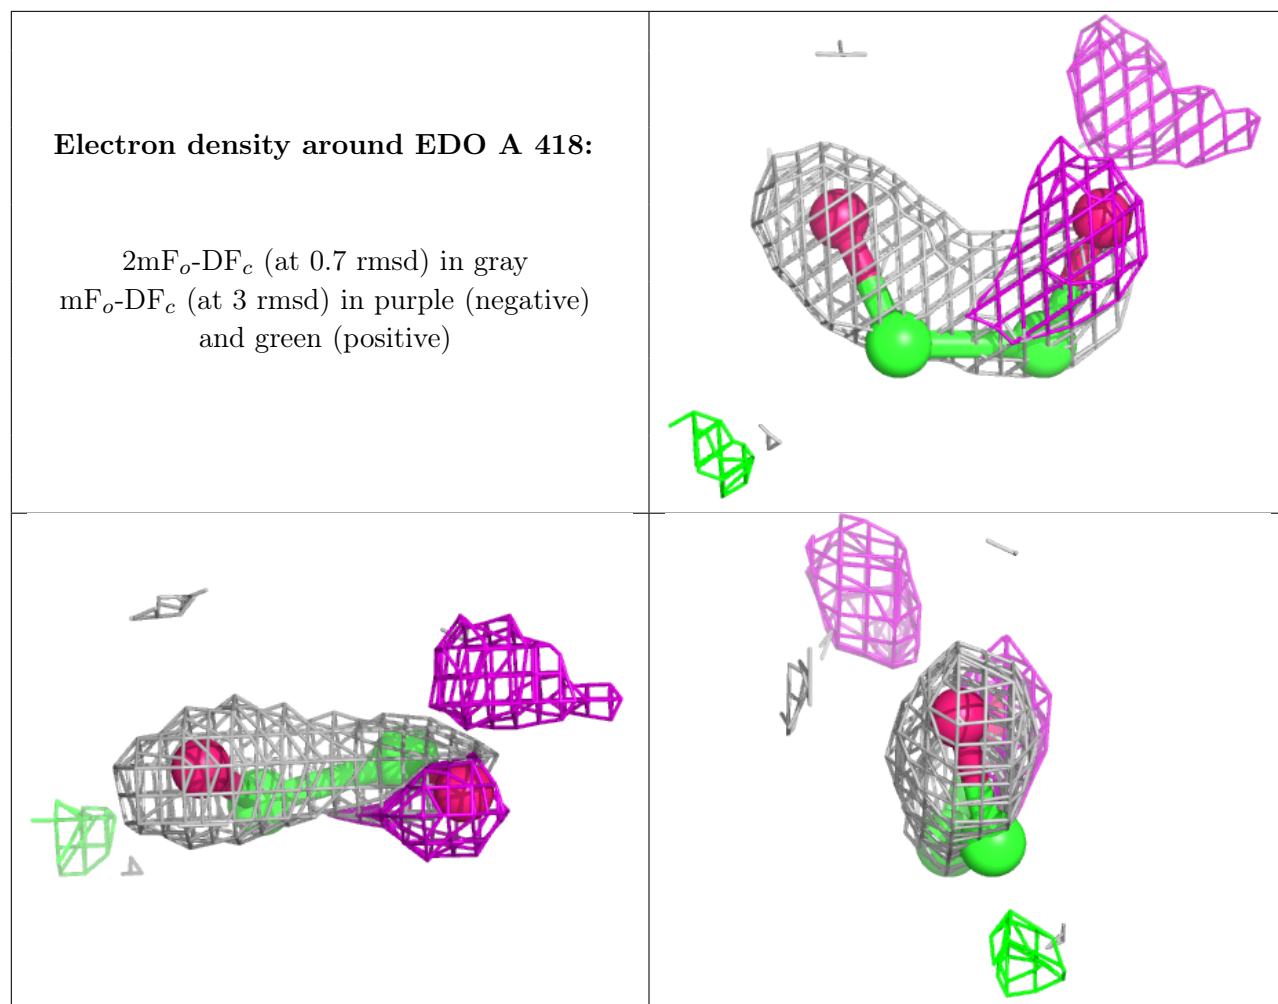 Electron density around EDO A 418:
2mFo-DFc (at 0.7 rmsd) in gray
mFo-DFc (at 3 rmsd) in purple (negative)
and green (positive)